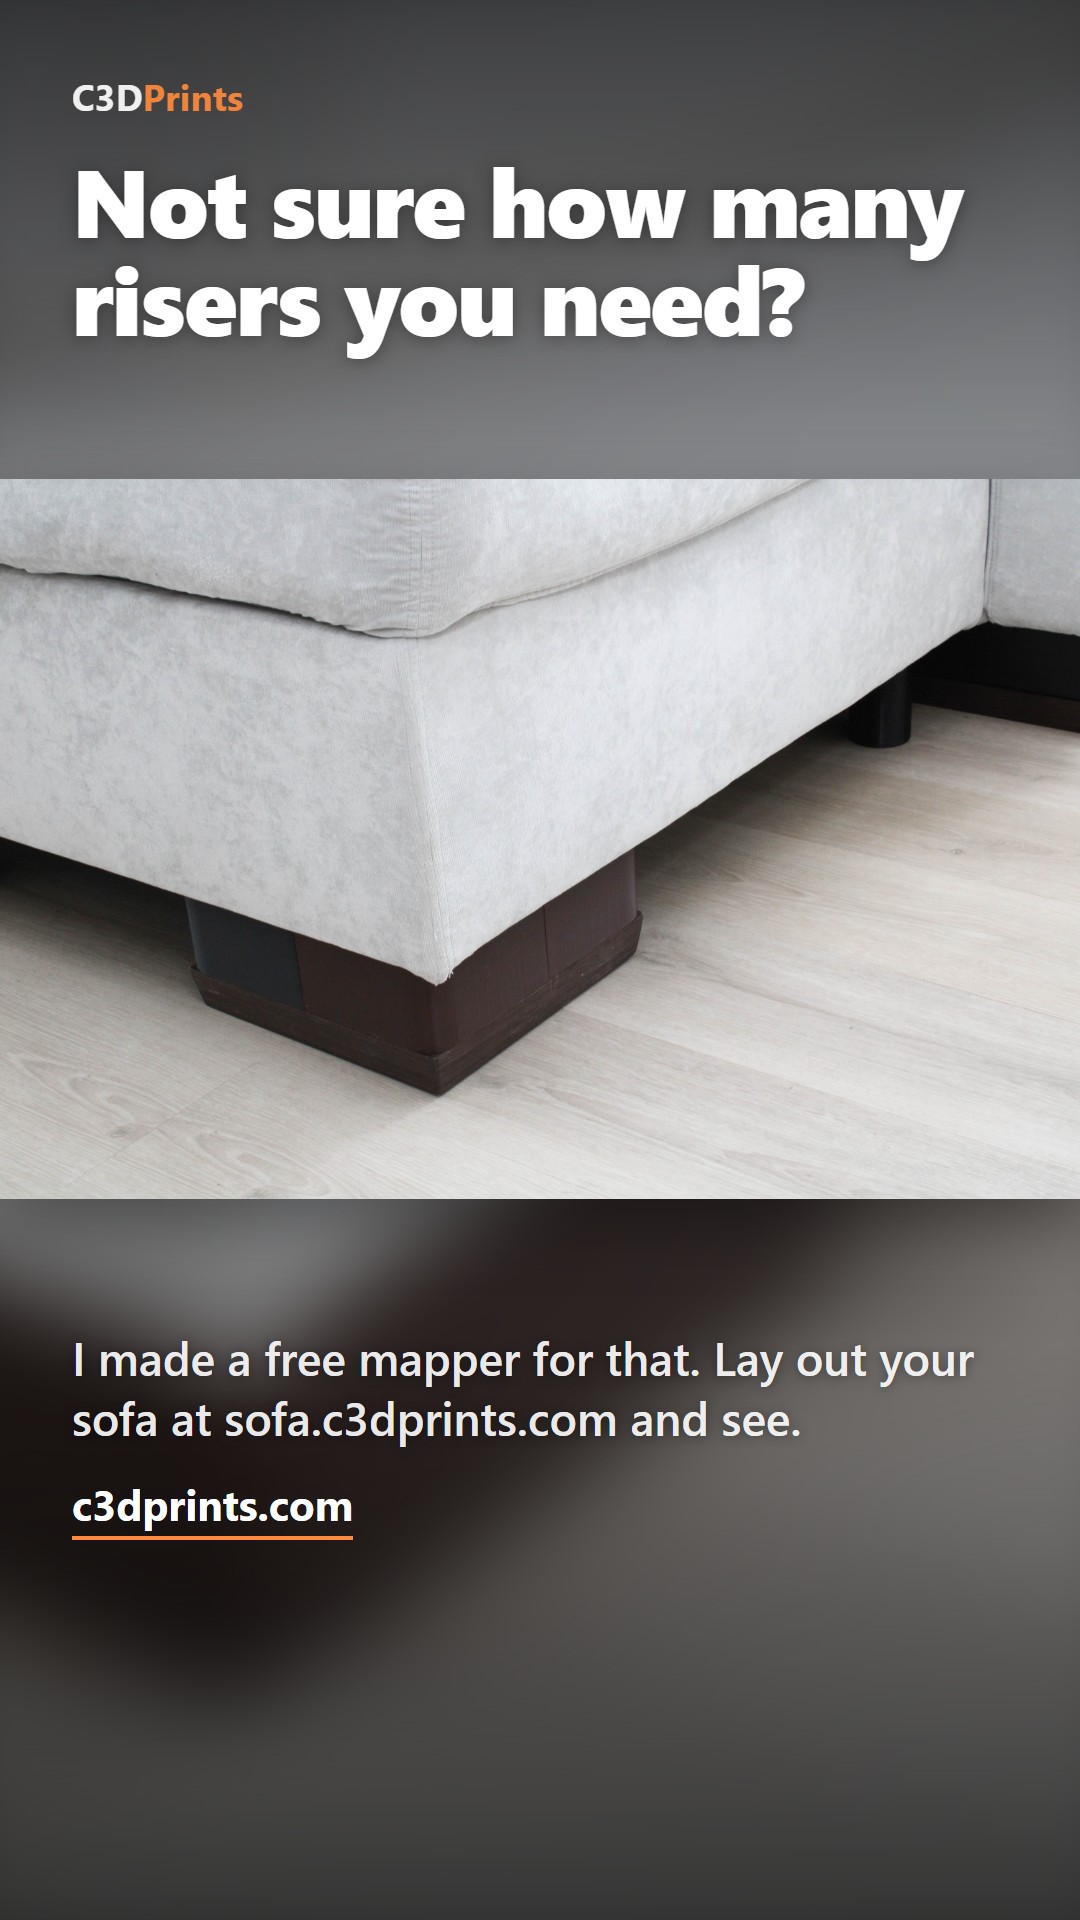 C3DPrints
Not sure how many
risers you need?
I made a free mapper for that. Lay out your
sofa at sofa.c3dprints.com and see.
c3dprints.com